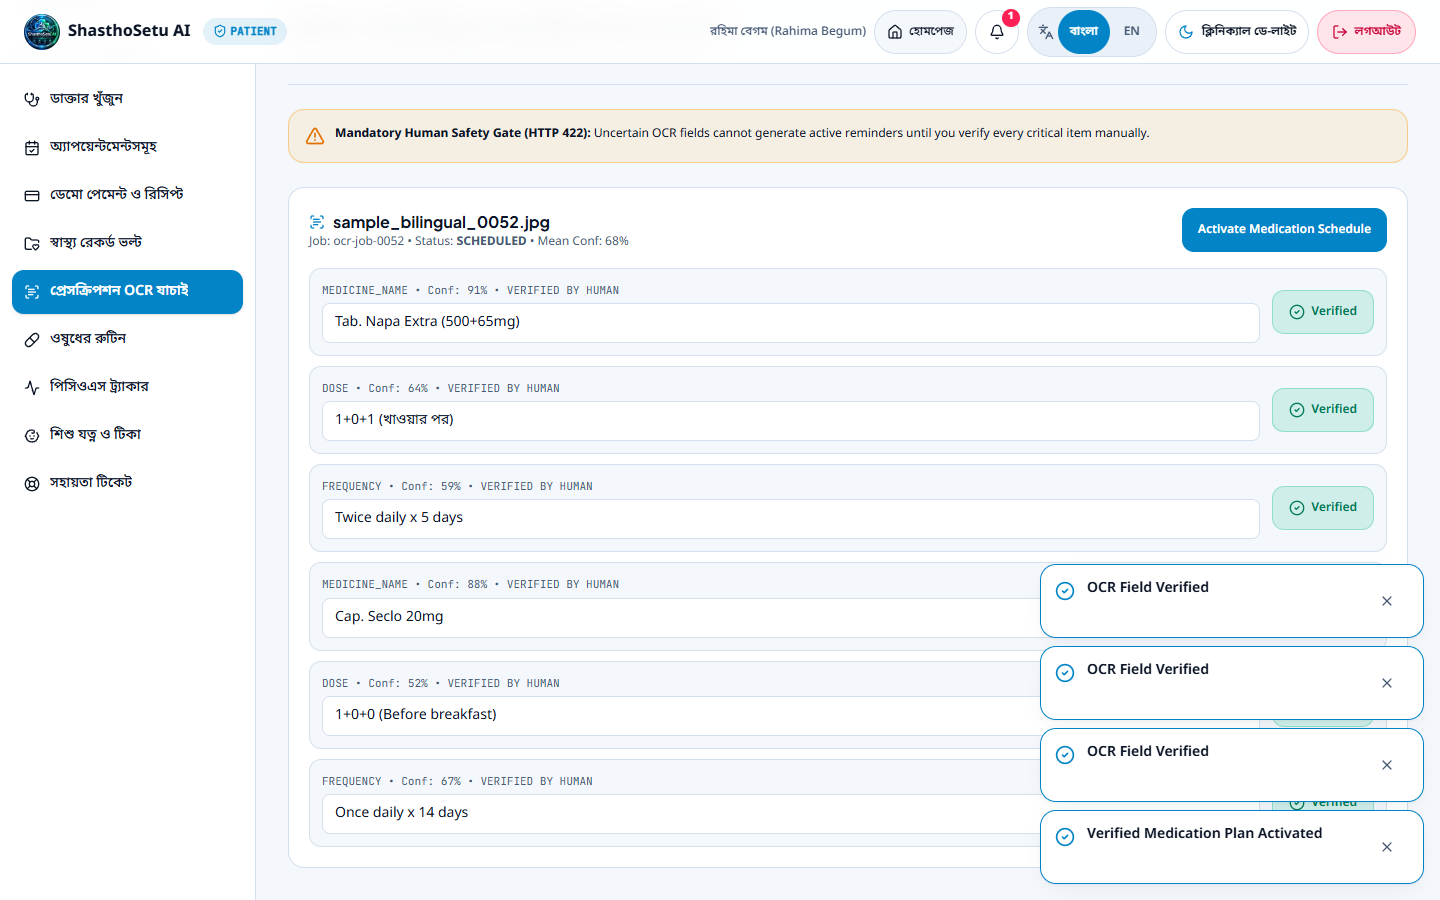 ShasthoSetu AI
PATIENT
রহিমা বেগম (Rahima Begum)
হোমপেজ
1
বাংলা
EN
ক্লিনিক্যাল ডে-লাইট
লগআউট
ডাক্তার খুঁজুন
অ্যাপয়েন্টমেন্টসমূহ
ডেমো পেমেন্ট ও রিসিপ্ট
স্বাস্থ্য রেকর্ড ভল্ট
প্রেসক্রিপশন OCR যাচাই
ওষুধের রুটিন
পিসিওএস ট্র্যাকার
শিশু যত্ন ও টিকা
সহায়তা টিকেট
Mandatory Human Safety Gate (HTTP 422): Uncertain OCR fields cannot generate active reminders until you verify every critical item manually.
sample_bilingual_0052.jpg
Job: ocr-job-0052 • Status: SCHEDULED • Mean Conf: 68%
Activate Medication Schedule
MEDICINE_NAME • Conf: 91% • VERIFIED BY HUMAN
Tab. Napa Extra (500+65mg)
Verified
DOSE • Conf: 64% • VERIFIED BY HUMAN
1+0+1 (খাওয়ার পর)
Verified
FREQUENCY • Conf: 59% • VERIFIED BY HUMAN
Twice daily x 5 days
Verified
MEDICINE_NAME • Conf: 88% • VERIFIED BY HUMAN
Cap. Seclo 20mg
DOSE • Conf: 52% • VERIFIED BY HUMAN
1+0+0 (Before breakfast)
FREQUENCY • Conf: 67% • VERIFIED BY HUMAN
Once daily x 14 days
Verified
OCR Field Verified
OCR Field Verified
OCR Field Verified
Verified Medication Plan Activated